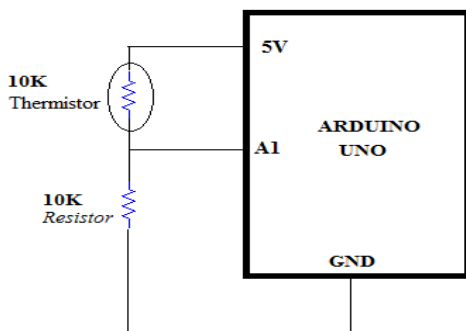 5V
10K
Thermistor
ARDUINO
UNO
A1
10K
Resistor
GND